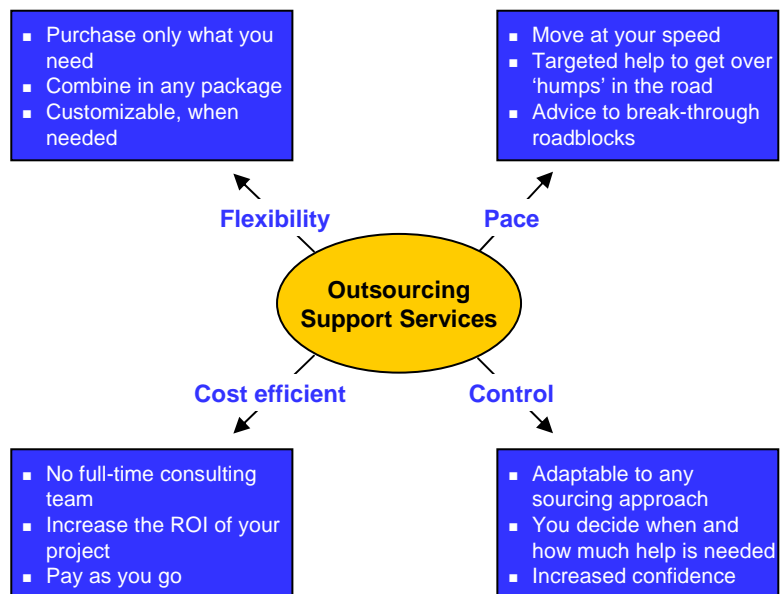 ▪ Purchase only what you
need
▪ Combine in any package
▪ Customizable, when
needed
▪ Move at your speed
▪ Targeted help to get over
‘humps’ in the road
▪ Advice to break-through
roadblocks
Flexibility
Pace
Outsourcing
Support Services
Cost efficient
Control
▪ No full-time consulting
team
▪ Increase the ROI of your
project
▪ Pay as you go
▪ Adaptable to any
sourcing approach
▪ You decide when and
how much help is needed
▪ Increased confidence